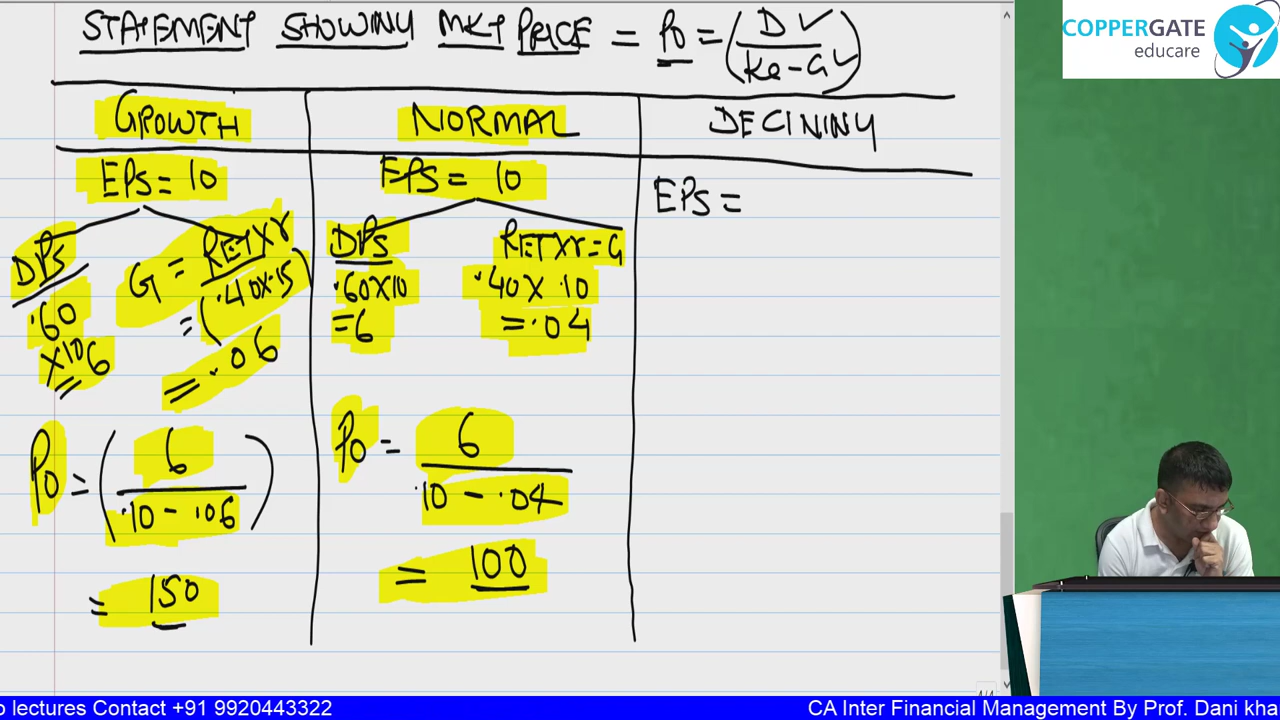 STATEMENT SHOWING MKT PRICE = P0 = (D / Ke-G)
COPPERGATE
educare
GROWTH
EPS = 10
DPS
.60
×10
6
G = RET×r
= (.40×.15)
= .06
P0 = (6 / .10 - .06)
= 150
NORMAL
EPS = 10
DPS
.60×10
=6
RET×r=G
.40× .10
=.04
P0 = 6 / .10 - .04
= 100
DECINING
EPS =
4/4
o lectures Contact +91 9920443322
CA Inter Financial Management By Prof. Dani kha